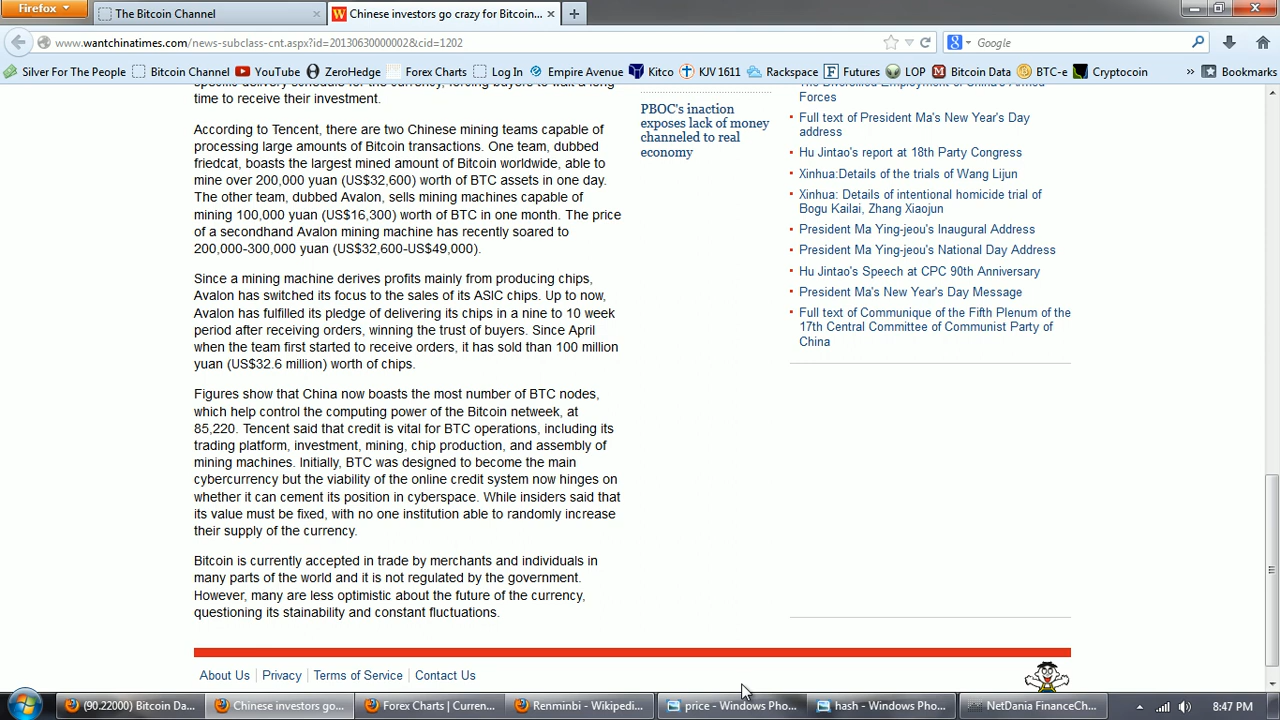 Firefox
The Bitcoin Channel
Chinese investors go crazy for Bitcoin...
www.wantchinatimes.com/news-subclass-cnt.aspx?id=20130630000002&cid=1202
Google
Silver For The People
Bitcoin Channel
YouTube
ZeroHedge
Forex Charts
Log In
Empire Avenue
Kitco
KJV 1611
Rackspace
Futures
LOP
Bitcoin Data
BTC-e
Cryptocoin
»
Bookmarks
specific delivery schedule for the currency, forcing buyers to wait a long
time to receive their investment.
According to Tencent, there are two Chinese mining teams capable of
processing large amounts of Bitcoin transactions. One team, dubbed
friedcat, boasts the largest mined amount of Bitcoin worldwide, able to
mine over 200,000 yuan (US$32,600) worth of BTC assets in one day.
The other team, dubbed Avalon, sells mining machines capable of
mining 100,000 yuan (US$16,300) worth of BTC in one month. The price
of a secondhand Avalon mining machine has recently soared to
200,000-300,000 yuan (US$32,600-US$49,000).
Since a mining machine derives profits mainly from producing chips,
Avalon has switched its focus to the sales of its ASIC chips. Up to now,
Avalon has fulfilled its pledge of delivering its chips in a nine to 10 week
period after receiving orders, winning the trust of buyers. Since April
when the team first started to receive orders, it has sold than 100 million
yuan (US$32.6 million) worth of chips.
Figures show that China now boasts the most number of BTC nodes,
which help control the computing power of the Bitcoin netweek, at
85,220. Tencent said that credit is vital for BTC operations, including its
trading platform, investment, mining, chip production, and assembly of
mining machines. Initially, BTC was designed to become the main
cybercurrency but the viability of the online credit system now hinges on
whether it can cement its position in cyberspace. While insiders said that
its value must be fixed, with no one institution able to randomly increase
their supply of the currency.
Bitcoin is currently accepted in trade by merchants and individuals in
many parts of the world and it is not regulated by the government.
However, many are less optimistic about the future of the currency,
questioning its stainability and constant fluctuations.
PBOC's inaction
exposes lack of money
channeled to real
economy
The Diversified Employment of China's Armed
Forces
Full text of President Ma's New Year's Day
address
Hu Jintao's report at 18th Party Congress
Xinhua:Details of the trials of Wang Lijun
Xinhua: Details of intentional homicide trial of
Bogu Kailai, Zhang Xiaojun
President Ma Ying-jeou's Inaugural Address
President Ma Ying-jeou's National Day Address
Hu Jintao's Speech at CPC 90th Anniversary
President Ma's New Year's Day Message
Full text of Communique of the Fifth Plenum of the
17th Central Committee of Communist Party of
China
About Us | Privacy | Terms of Service | Contact Us
(90.22000) Bitcoin Da...
Chinese investors go...
Forex Charts | Curren...
Renminbi - Wikipedi...
price - Windows Pho...
hash - Windows Pho...
NetDania FinanceCh...
8:47 PM